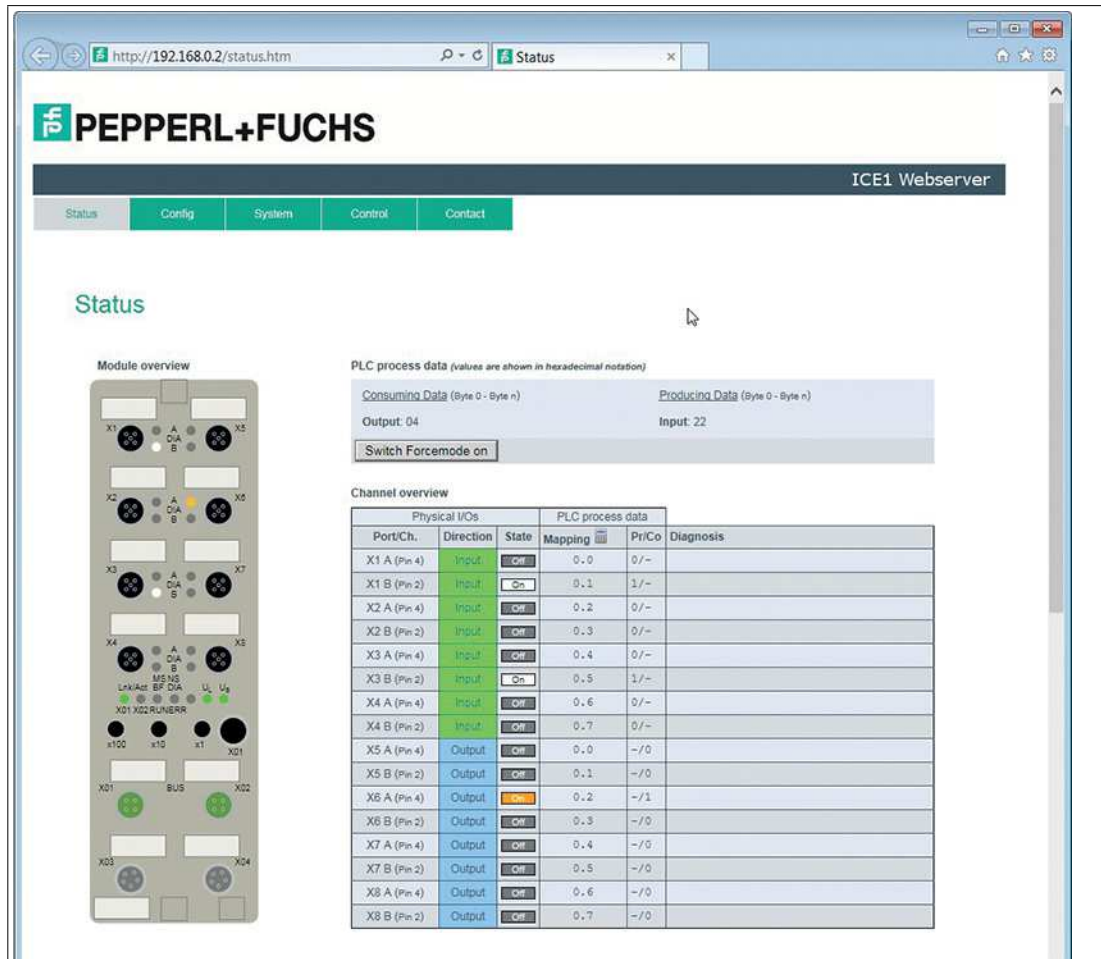 http://192.168.0.2/status.htm
Status
PEPPERL+FUCHS
ICE1 Webserver
Status Config System Control Contact
Status
Module overview
X1 A DIA B X5
X2 A DIA B X6
X3 A DIA B X7
X4 A DIA B X8
MS NS
Lnk/Act BF DIA UL US
X01 X02 RUN ERR
x100 x10 x1 X01
X01 BUS X02
X03 X04
PLC process data (values are shown in hexadecimal notation)
Consuming Data (Byte 0 - Byte n) Producing Data (Byte 0 - Byte n)
Output: 04 Input: 22
Switch Forcemode on
Channel overview
Physical I/Os PLC process data
Port/Ch. Direction State Mapping Pr/Co Diagnosis
X1 A (Pin 4) Input Off 0.0 0/-
X1 B (Pin 2) Input On 0.1 1/-
X2 A (Pin 4) Input Off 0.2 0/-
X2 B (Pin 2) Input Off 0.3 0/-
X3 A (Pin 4) Input Off 0.4 0/-
X3 B (Pin 2) Input On 0.5 1/-
X4 A (Pin 4) Input Off 0.6 0/-
X4 B (Pin 2) Input Off 0.7 0/-
X5 A (Pin 4) Output Off 0.0 -/0
X5 B (Pin 2) Output Off 0.1 -/0
X6 A (Pin 4) Output On 0.2 -/1
X6 B (Pin 2) Output Off 0.3 -/0
X7 A (Pin 4) Output Off 0.4 -/0
X7 B (Pin 2) Output Off 0.5 -/0
X8 A (Pin 4) Output Off 0.6 -/0
X8 B (Pin 2) Output Off 0.7 -/0